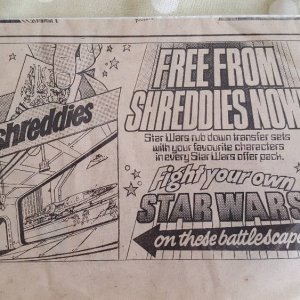 shreddies
FREE FROM
SHREDDIES NOW
Star Wars rub down transfer sets
with your favourite characters
in every Star Wars offer pack.
Fight your own
STAR WARS
on these battlescape